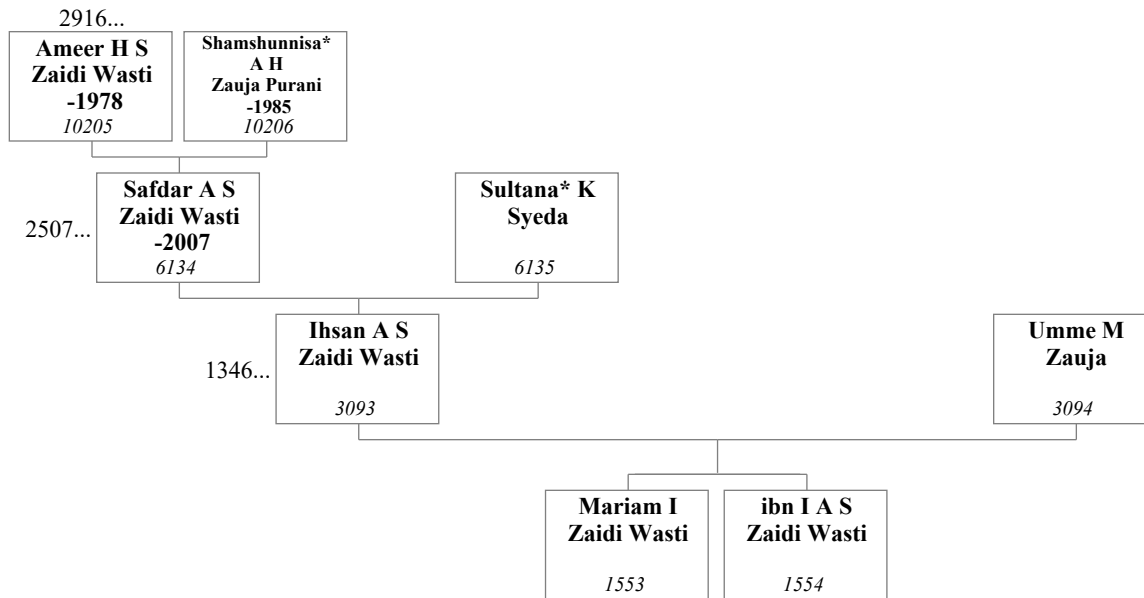 2916...
Ameer H S
Zaidi Wasti
-1978
10205
Shamshunnisa*
A H
Zauja Purani
-1985
10206
2507...
Safdar A S
Zaidi Wasti
-2007
6134
Sultana* K
Syeda
6135
1346...
Ihsan A S
Zaidi Wasti
3093
Umme M
Zauja
3094
Mariam I
Zaidi Wasti
1553
ibn I A S
Zaidi Wasti
1554